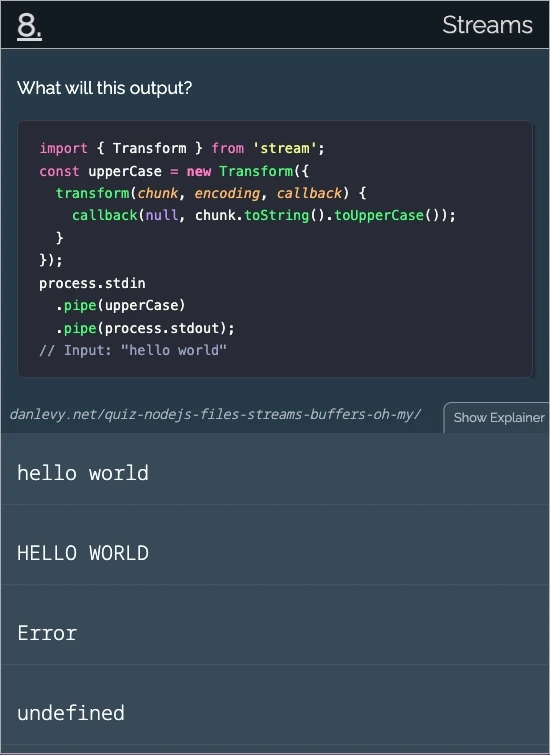 8.
Streams
What will this output?
import { Transform } from 'stream';
const upperCase = new Transform({
  transform(chunk, encoding, callback) {
    callback(null, chunk.toString().toUpperCase());
  }
});
process.stdin
  .pipe(upperCase)
  .pipe(process.stdout);
// Input: "hello world"
danlevy.net/quiz-nodejs-files-streams-buffers-oh-my/
Show Explainer
hello world
HELLO WORLD
Error
undefined